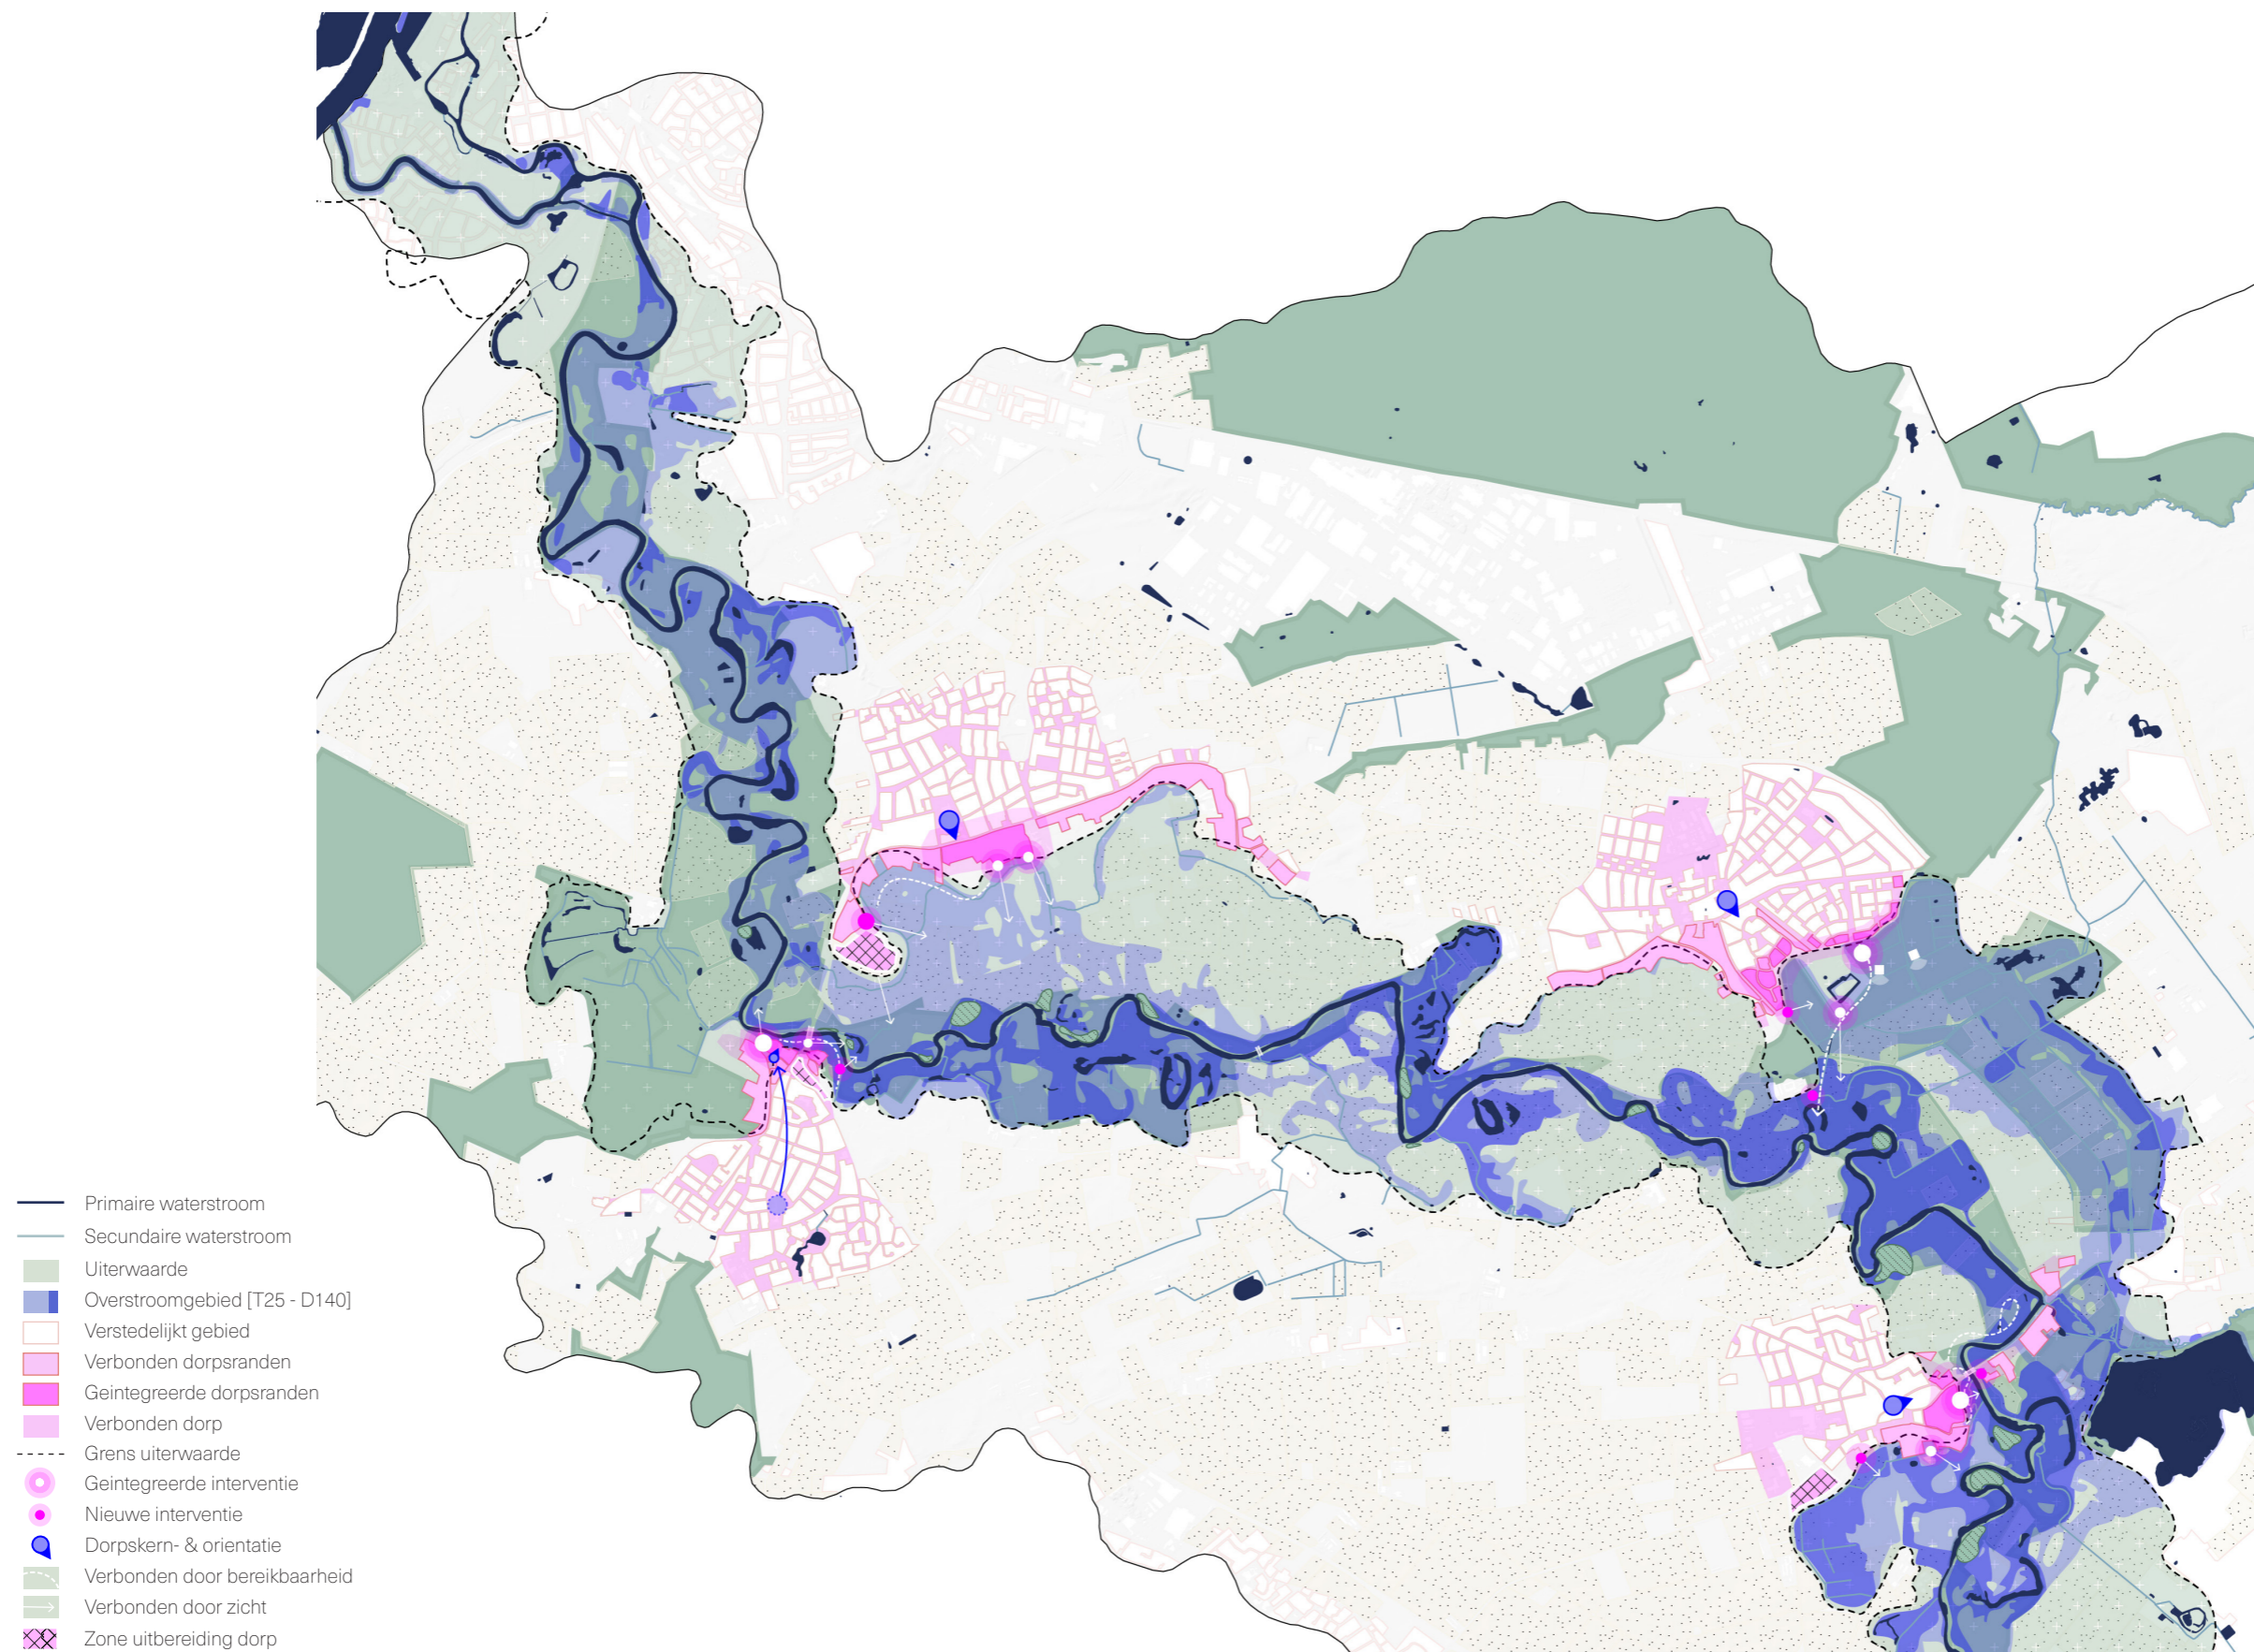 Primaire waterstroom
Secundaire waterstroom
Uiterwaarde
Overstroomgebied [T25 - D140]
Verstedelijkt gebied
Verbonden dorpsranden
Geintegreerde dorpsranden
Verbonden dorp
Grens uiterwaarde
Geintegreerde interventie
Nieuwe interventie
Dorpskern- & orientatie
Verbonden door bereikbaarheid
Verbonden door zicht
Zone uitbereiding dorp